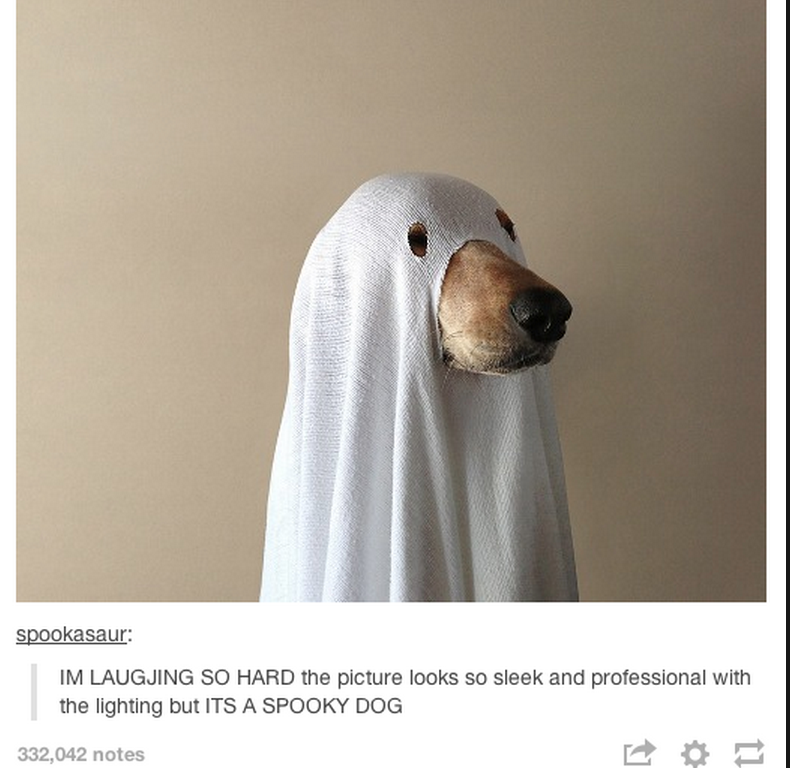 spookasaur:
IM LAUGJING SO HARD the picture looks so sleek and professional with
the lighting but ITS A SPOOKY DOG
332,042 notes